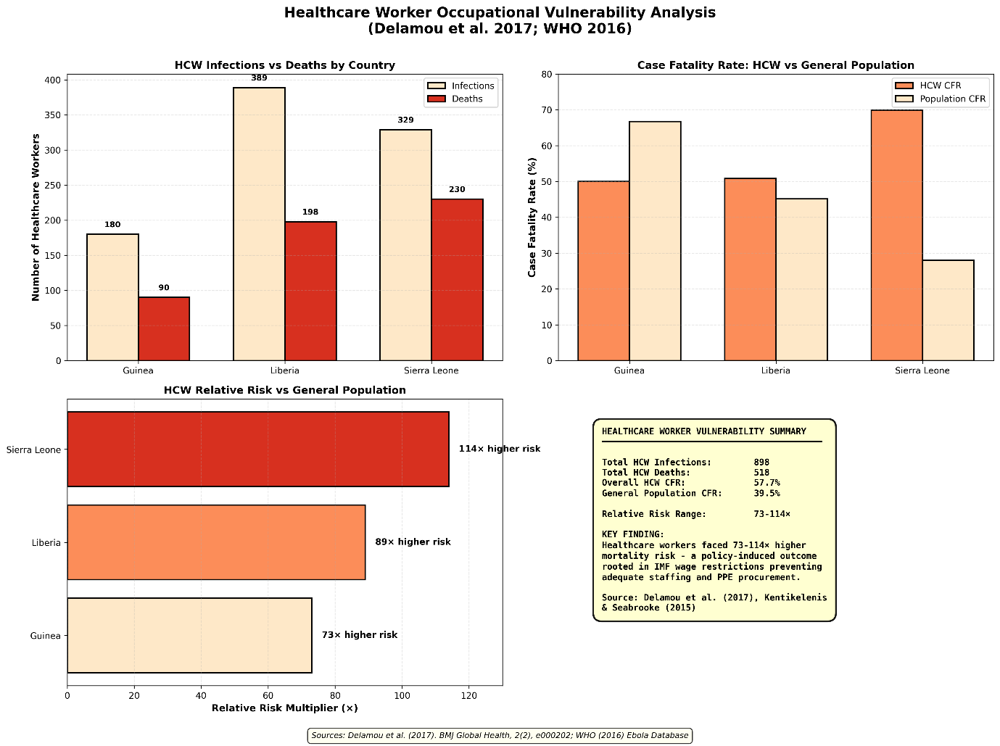 Healthcare Worker Occupational Vulnerability Analysis
(Delamou et al. 2017; WHO 2016)
HCW Infections vs Deaths by Country
Number of Healthcare Workers
400
350
300
250
200
150
100
50
0
180
90
389
198
329
230
Infections
Deaths
Guinea
Liberia
Sierra Leone
Case Fatality Rate: HCW vs General Population
Case Fatality Rate (%)
80
70
60
50
40
30
20
10
0
HCW CFR
Population CFR
Guinea
Liberia
Sierra Leone
HCW Relative Risk vs General Population
Sierra Leone
114× higher risk
Liberia
89× higher risk
Guinea
73× higher risk
0
20
40
60
80
100
120
Relative Risk Multiplier (×)
HEALTHCARE WORKER VULNERABILITY SUMMARY
Total HCW Infections: 898
Total HCW Deaths: 518
Overall HCW CFR: 57.7%
General Population CFR: 39.5%
Relative Risk Range: 73-114×
KEY FINDING:
Healthcare workers faced 73-114× higher
mortality risk - a policy-induced outcome
rooted in IMF wage restrictions preventing
adequate staffing and PPE procurement.
Source: Delamou et al. (2017), Kentikelenis
& Seabrooke (2015)
Sources: Delamou et al. (2017). BMJ Global Health, 2(2), e000202; WHO (2016) Ebola Database